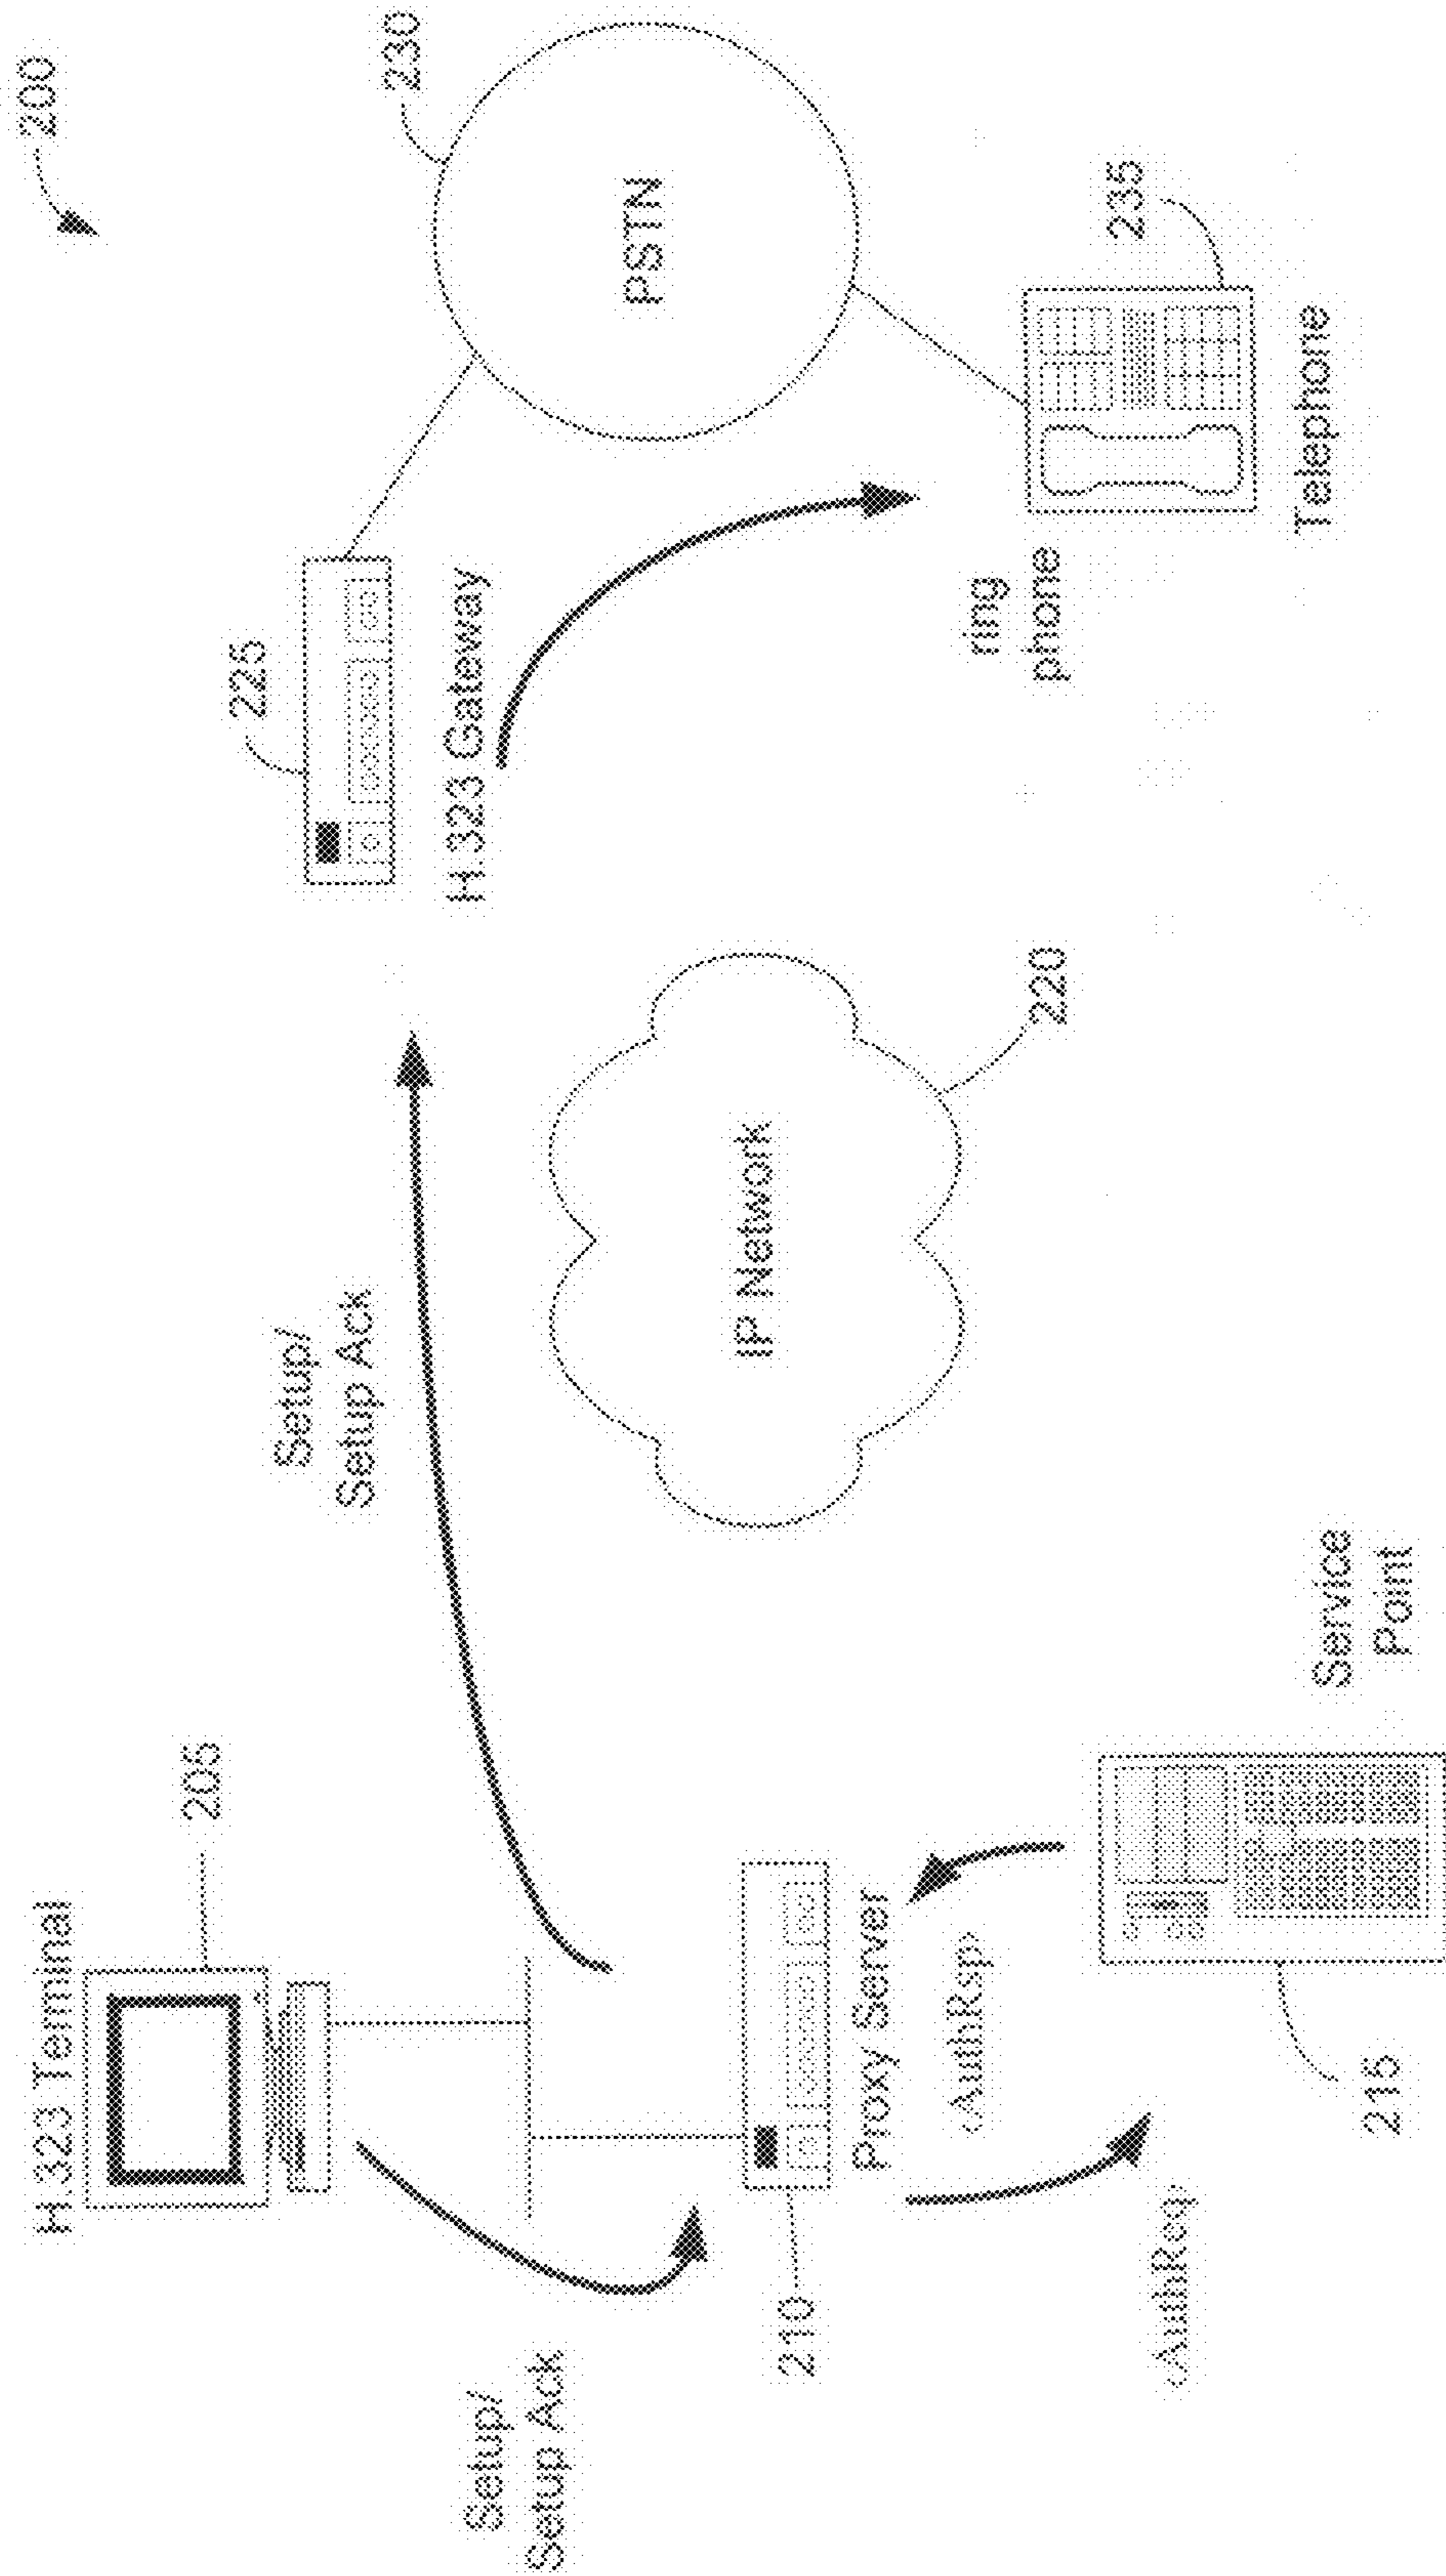 200
H.323 Terminal
205
Setup/
Setup Ack
210
Proxy Server
<AuthRsp>
<AuthReq>
215
Service
Point
Setup/
Setup Ack
IP Network
220
225
H.323 Gateway
230
PSTN
ring
phone
235
Telephone